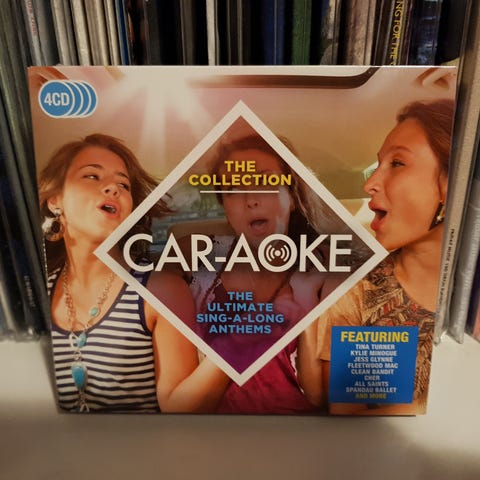 4CD
THE
COLLECTION
CAR-AOKE
THE
ULTIMATE
SING-A-LONG
ANTHEMS
FEATURING
TINA TURNER
KYLIE MINOGUE
JESS GLYNNE
FLEETWOOD MAC
CLEAN BANDIT
CHER
ALL SAINTS
SPANDAU BALLET
AND MORE